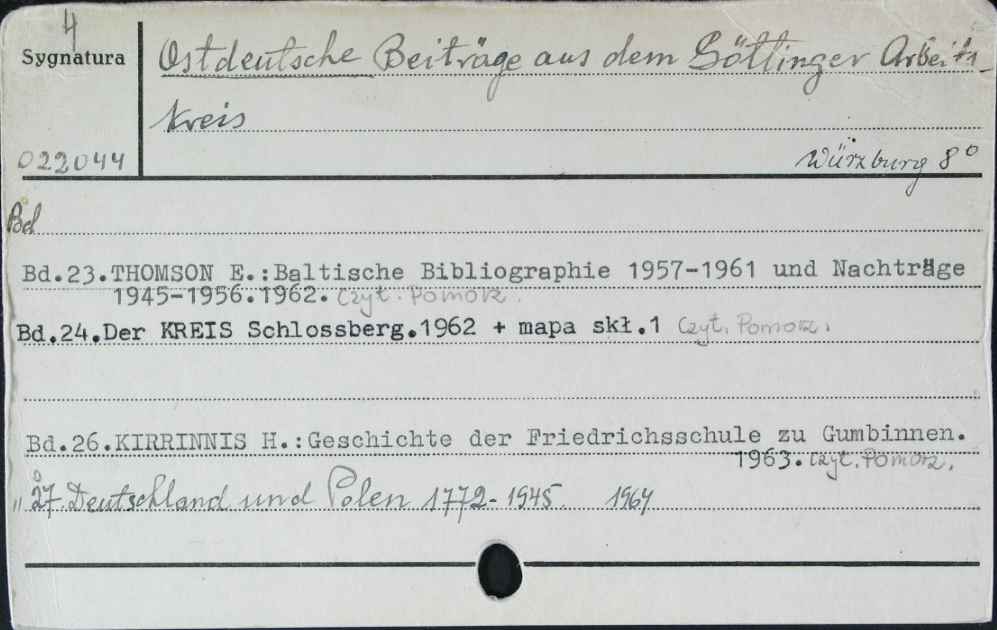 4
Sygnatura
Ostdeutsche Beiträge aus dem Göttinger Arbeits-
kreis
022044
Würzburg 8°
Bd
Bd.23.THOMSON E.:Baltische Bibliographie 1957-1961 und Nachträge
1945-1956.1962. Czyt. Pomorz.
Bd.24.Der KREIS Schlossberg.1962 + mapa skł.1 Czyt. Pomorz.
Bd.26.KIRRINNIS H.:Geschichte der Friedrichsschule zu Gumbinnen.
1963. czyt. Pomorz.
" 27. Deutschland und Polen 1772-1945. 1964